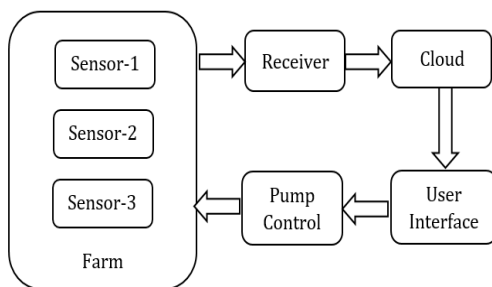 Sensor-1
Receiver
Cloud
Sensor-2
Sensor-3
Pump
Control
User
Interface
Farm